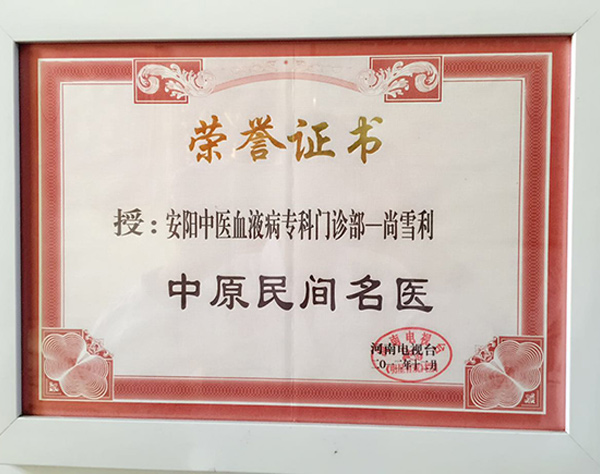 荣誉证书
授：安阳中医血液病专科门诊部—尚雪利
中原民间名医
河南电视台